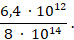 6,4 · 10¹²
8 · 10¹⁴ .